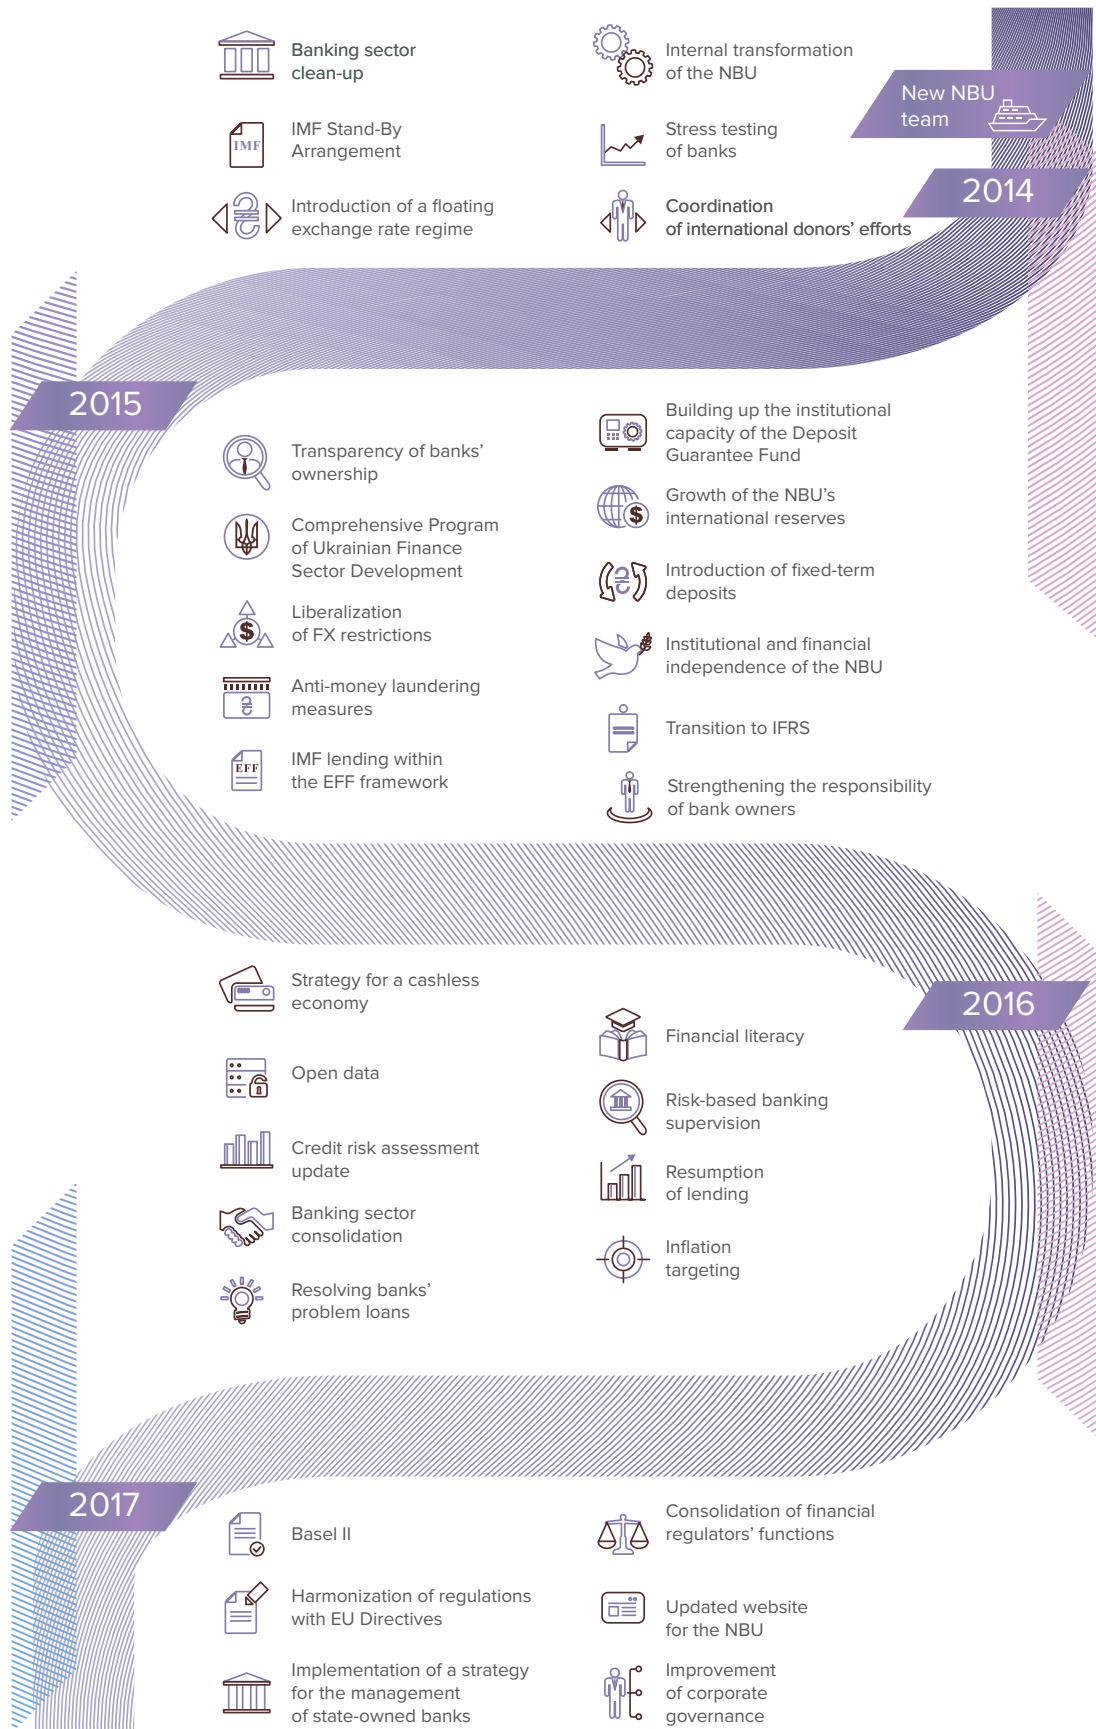 Banking sector
clean-up
IMF
IMF Stand-By
Arrangement
Introduction of a floating
exchange rate regime
Internal transformation
of the NBU
Stress testing
of banks
Coordination
of international donors’ efforts
New NBU
team
2014
2015
Transparency of banks’
ownership
Comprehensive Program
of Ukrainian Finance
Sector Development
$
Liberalization
of FX restrictions
₴
Anti-money laundering
measures
EFF
IMF lending within
the EFF framework
Building up the institutional
capacity of the Deposit
Guarantee Fund
$
Growth of the NBU’s
international reserves
₴
Introduction of fixed-term
deposits
Institutional and financial
independence of the NBU
Transition to IFRS
Strengthening the responsibility
of bank owners
2016
Strategy for a cashless
economy
Open data
Credit risk assessment
update
Banking sector
consolidation
Resolving banks’
problem loans
Financial literacy
Risk-based banking
supervision
Resumption
of lending
Inflation
targeting
2017
Basel II
Harmonization of regulations
with EU Directives
Implementation of a strategy
for the management
of state-owned banks
Consolidation of financial
regulators’ functions
Updated website
for the NBU
Improvement
of corporate
governance